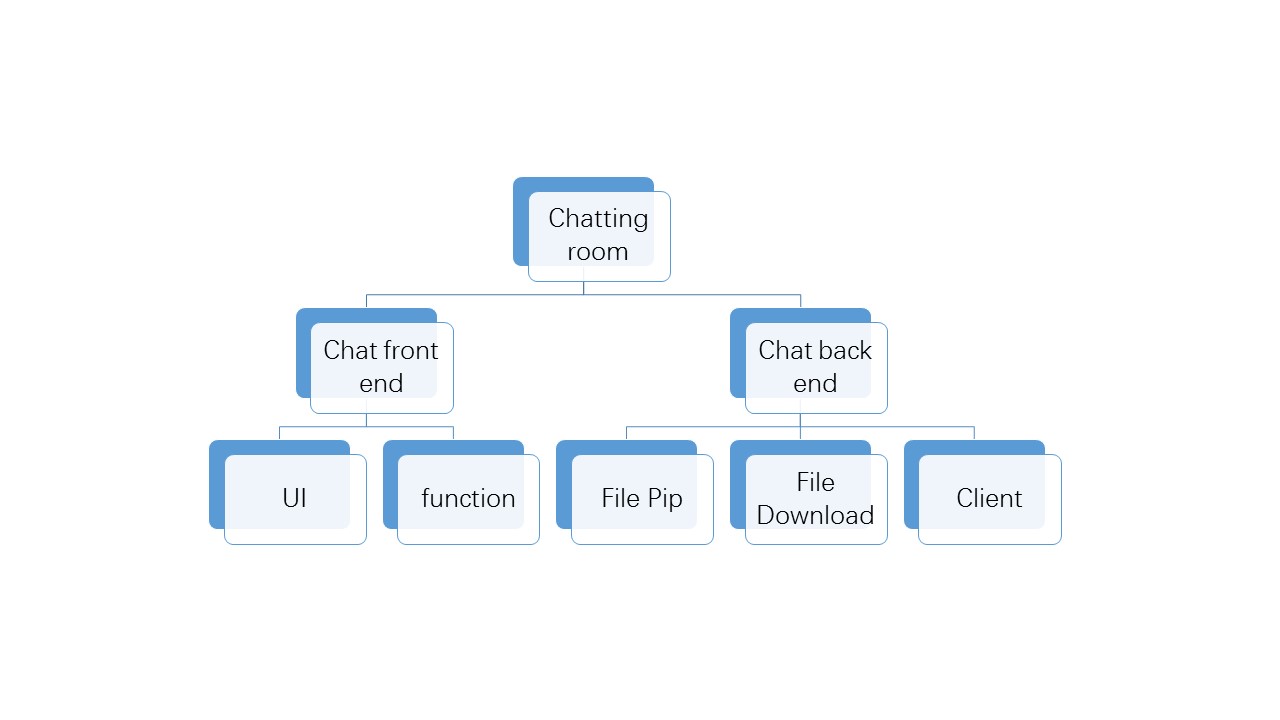 Chatting
room
Chat front
end
Chat back
end
UI
function
File Pip
File
Download
Client